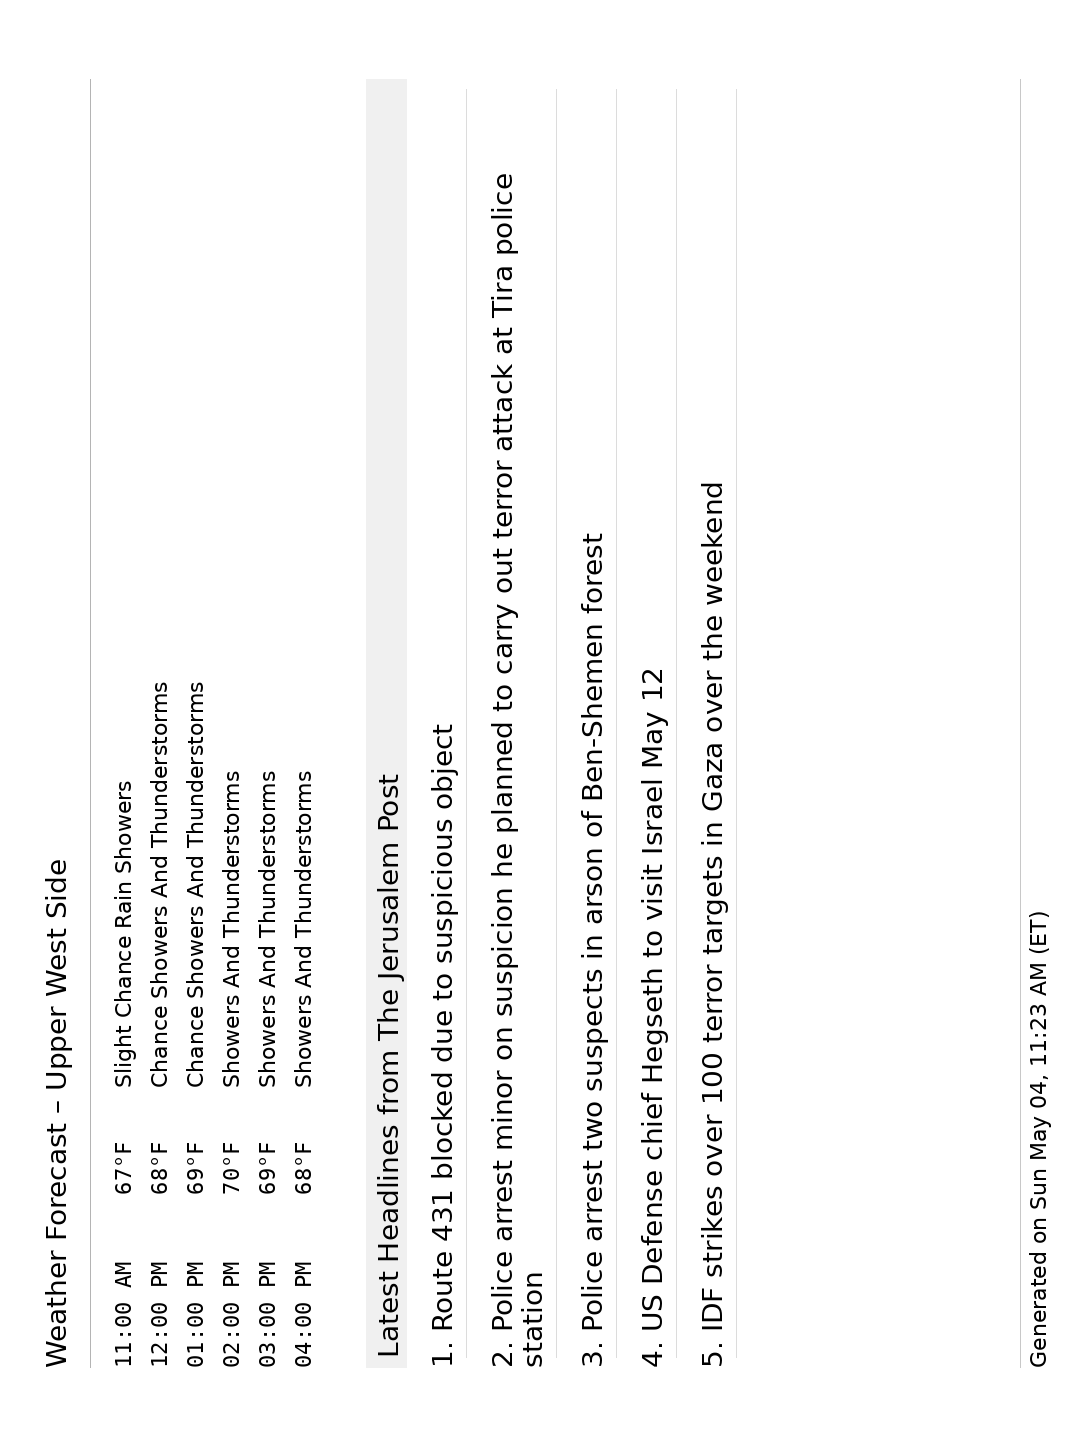 Weather Forecast – Upper West Side
11:00 AM 67°F Slight Chance Rain Showers
12:00 PM 68°F Chance Showers And Thunderstorms
01:00 PM 69°F Chance Showers And Thunderstorms
02:00 PM 70°F Showers And Thunderstorms
03:00 PM 69°F Showers And Thunderstorms
04:00 PM 68°F Showers And Thunderstorms
Latest Headlines from The Jerusalem Post
1. Route 431 blocked due to suspicious object
2. Police arrest minor on suspicion he planned to carry out terror attack at Tira police
station
3. Police arrest two suspects in arson of Ben-Shemen forest
4. US Defense chief Hegseth to visit Israel May 12
5. IDF strikes over 100 terror targets in Gaza over the weekend
Generated on Sun May 04, 11:23 AM (ET)